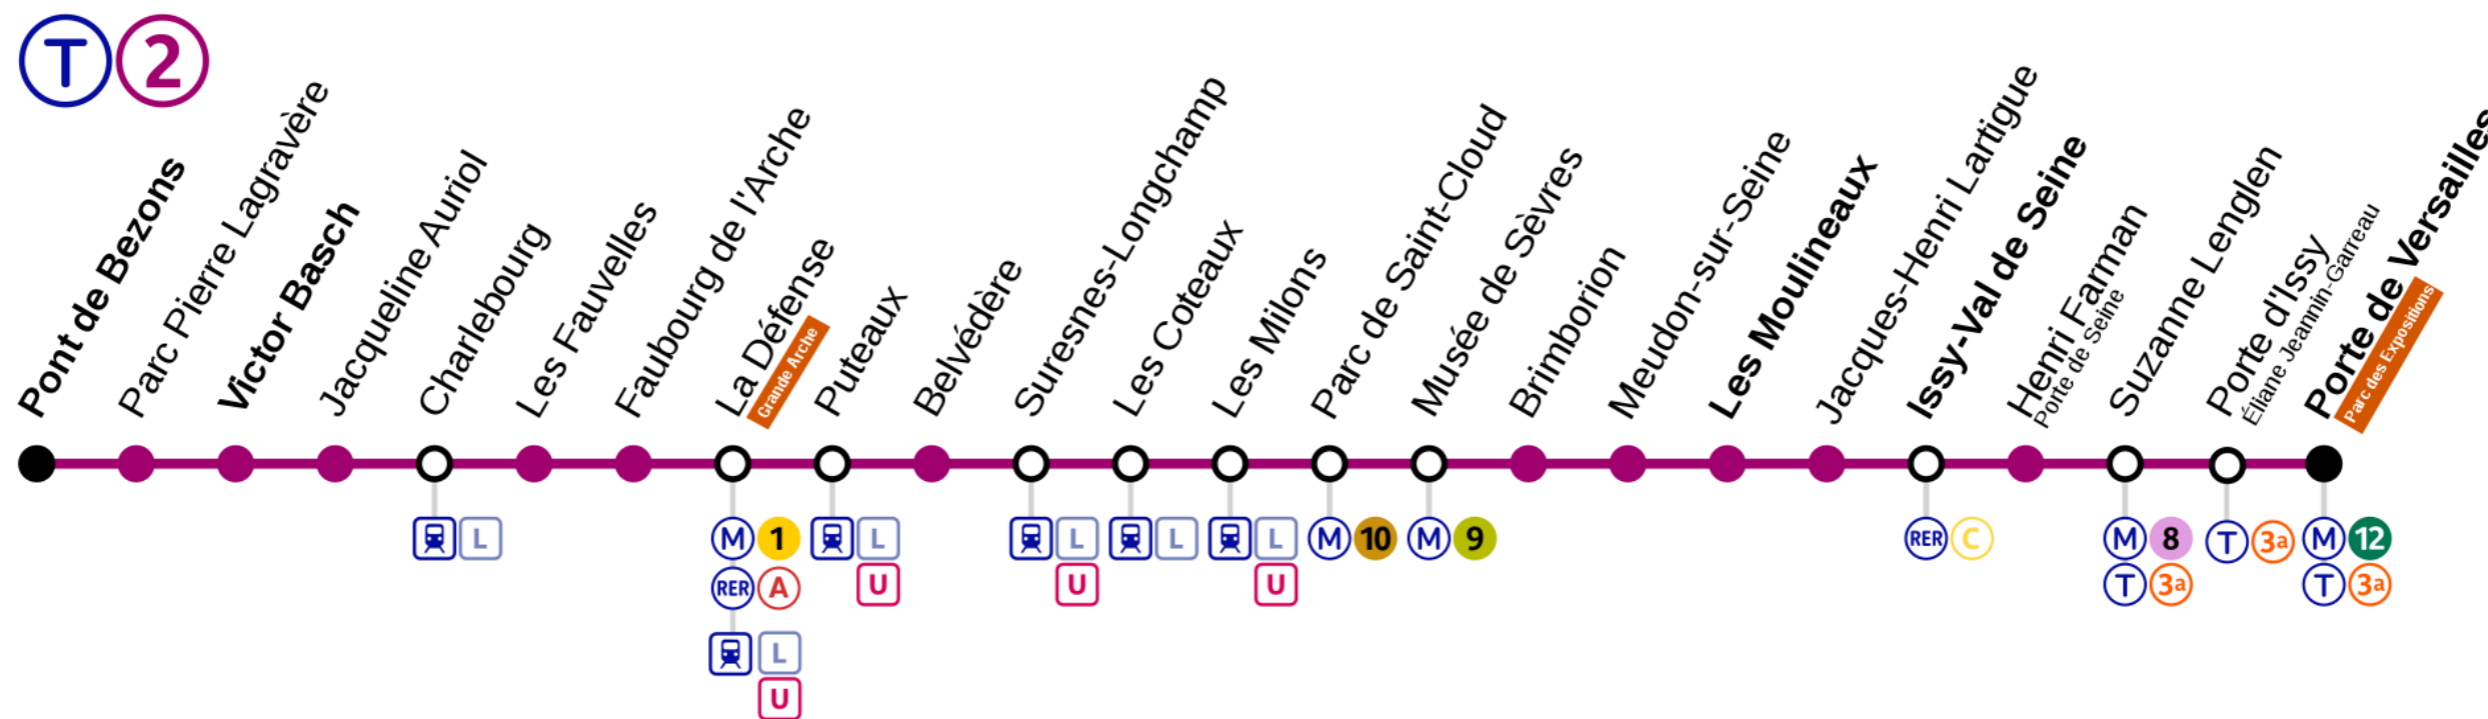 T 2
Pont de Bezons
Parc Pierre Lagravère
Victor Basch
Jacqueline Auriol
Charlebourg
Les Fauvelles
Faubourg de l'Arche
La Défense
Grande Arche
Puteaux
Belvédère
Suresnes-Longchamp
Les Coteaux
Les Milons
Parc de Saint-Cloud
Musée de Sèvres
Brimborion
Meudon-sur-Seine
Les Moulineaux
Jacques-Henri Lartigue
Issy-Val de Seine
Henri Farman
Porte de Seine
Suzanne Lenglen
Porte d'Issy
Éliane Jeannin-Garreau
Porte de Versailles
Parc des Expositions
L
M 1
RER A
L
U
L
U
L
U
L
L
U
M 10
M 9
RER C
M 8
T 3a
T 3a
M 12
T 3a